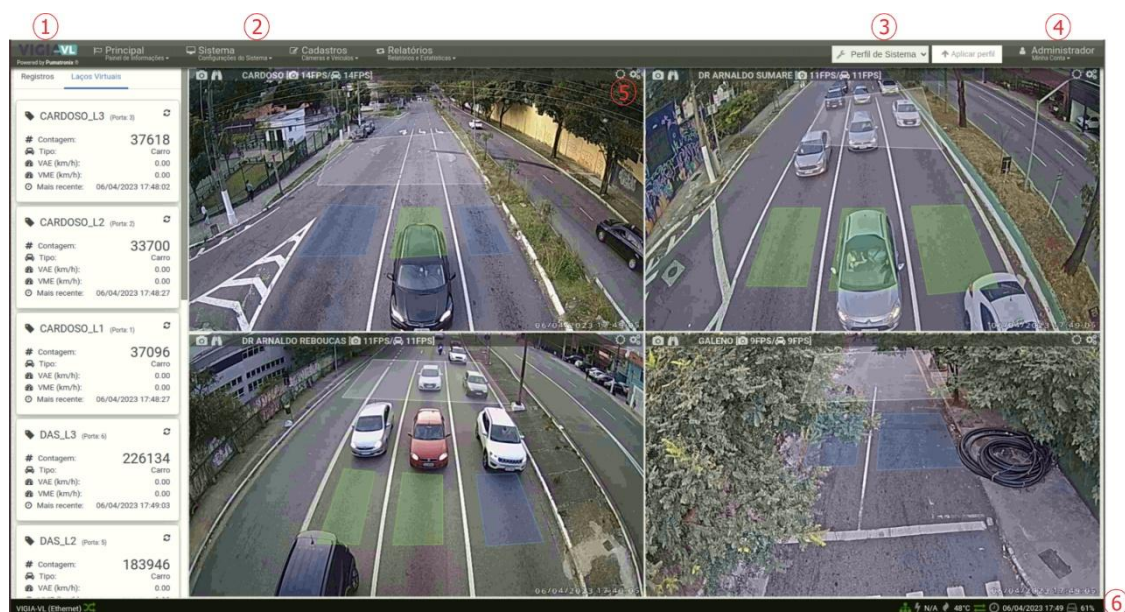 1 2 3 4
VIGIA-VL
Powered by Pumatronix ®
Principal
Painel de Informações
Sistema
Configurações do Sistema
Cadastros
Câmeras e Veículos
Relatórios
Relatórios e Estatísticas
Perfil de Sistema
Aplicar perfil
Administrador
Minha Conta
Registros Laços Virtuais
CARDOSO_L3 (Porta: 3)
# Contagem: 37618
Tipo: Carro
VAE (km/h): 0.00
VME (km/h): 0.00
Mais recente: 06/04/2023 17:48:02
CARDOSO_L2 (Porta: 2)
# Contagem: 33700
Tipo: Carro
VAE (km/h): 0.00
VME (km/h): 0.00
Mais recente: 06/04/2023 17:48:27
CARDOSO_L1 (Porta: 1)
# Contagem: 37096
Tipo: Carro
VAE (km/h): 0.00
VME (km/h): 0.00
Mais recente: 06/04/2023 17:48:27
DAS_L3 (Porta: 6)
# Contagem: 226134
Tipo: Carro
VAE (km/h): 0.00
VME (km/h): 0.00
Mais recente: 06/04/2023 17:49:03
DAS_L2 (Porta: 5)
# Contagem: 183946
Tipo: Carro
VAE (km/h): 0.00
CARDOSO [14FPS/ 14FPS]
5
DR ARNALDO SUMARE [11FPS/ 11FPS]
DR ARNALDO REBOUCAS [11FPS/ 11FPS]
GALENO [9FPS/ 9FPS]
VIGIA-VL (Ethernet)
N/A 48°C 06/04/2023 17:49 61%
6